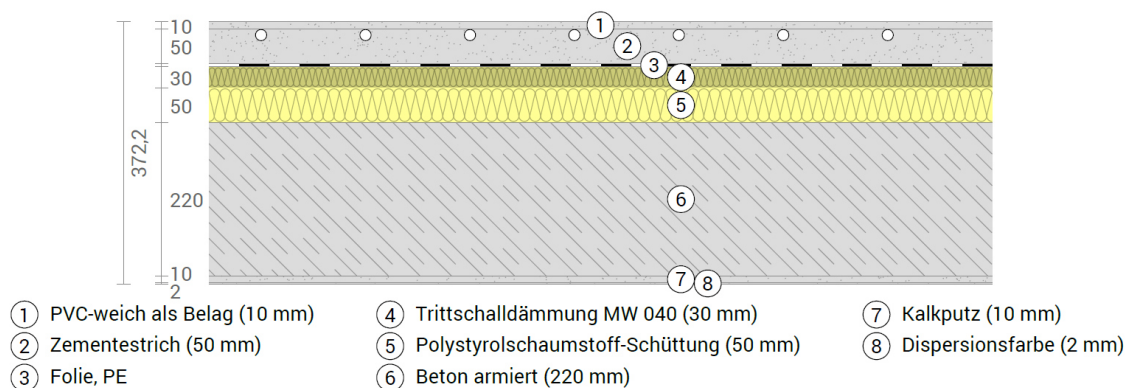 10
50
30
50
372,2
220
10
2
1
2
3
4
5
6
7
8
1 PVC-weich als Belag (10 mm)
2 Zementestrich (50 mm)
3 Folie, PE
4 Trittschalldämmung MW 040 (30 mm)
5 Polystyrolschaumstoff-Schüttung (50 mm)
6 Beton armiert (220 mm)
7 Kalkputz (10 mm)
8 Dispersionsfarbe (2 mm)